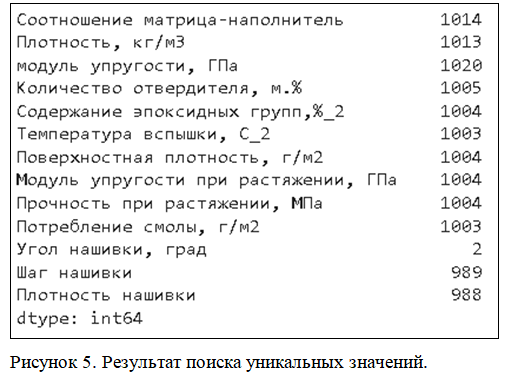 Соотношение матрица-наполнитель 1014
Плотность, кг/м3 1013
модуль упругости, ГПа 1020
Количество отвердителя, м.% 1005
Содержание эпоксидных групп,%_2 1004
Температура вспышки, С_2 1003
Поверхностная плотность, г/м2 1004
Модуль упругости при растяжении, ГПа 1004
Прочность при растяжении, МПа 1004
Потребление смолы, г/м2 1003
Угол нашивки, град 2
Шаг нашивки 989
Плотность нашивки 988
dtype: int64
Рисунок 5. Результат поиска уникальных значений.